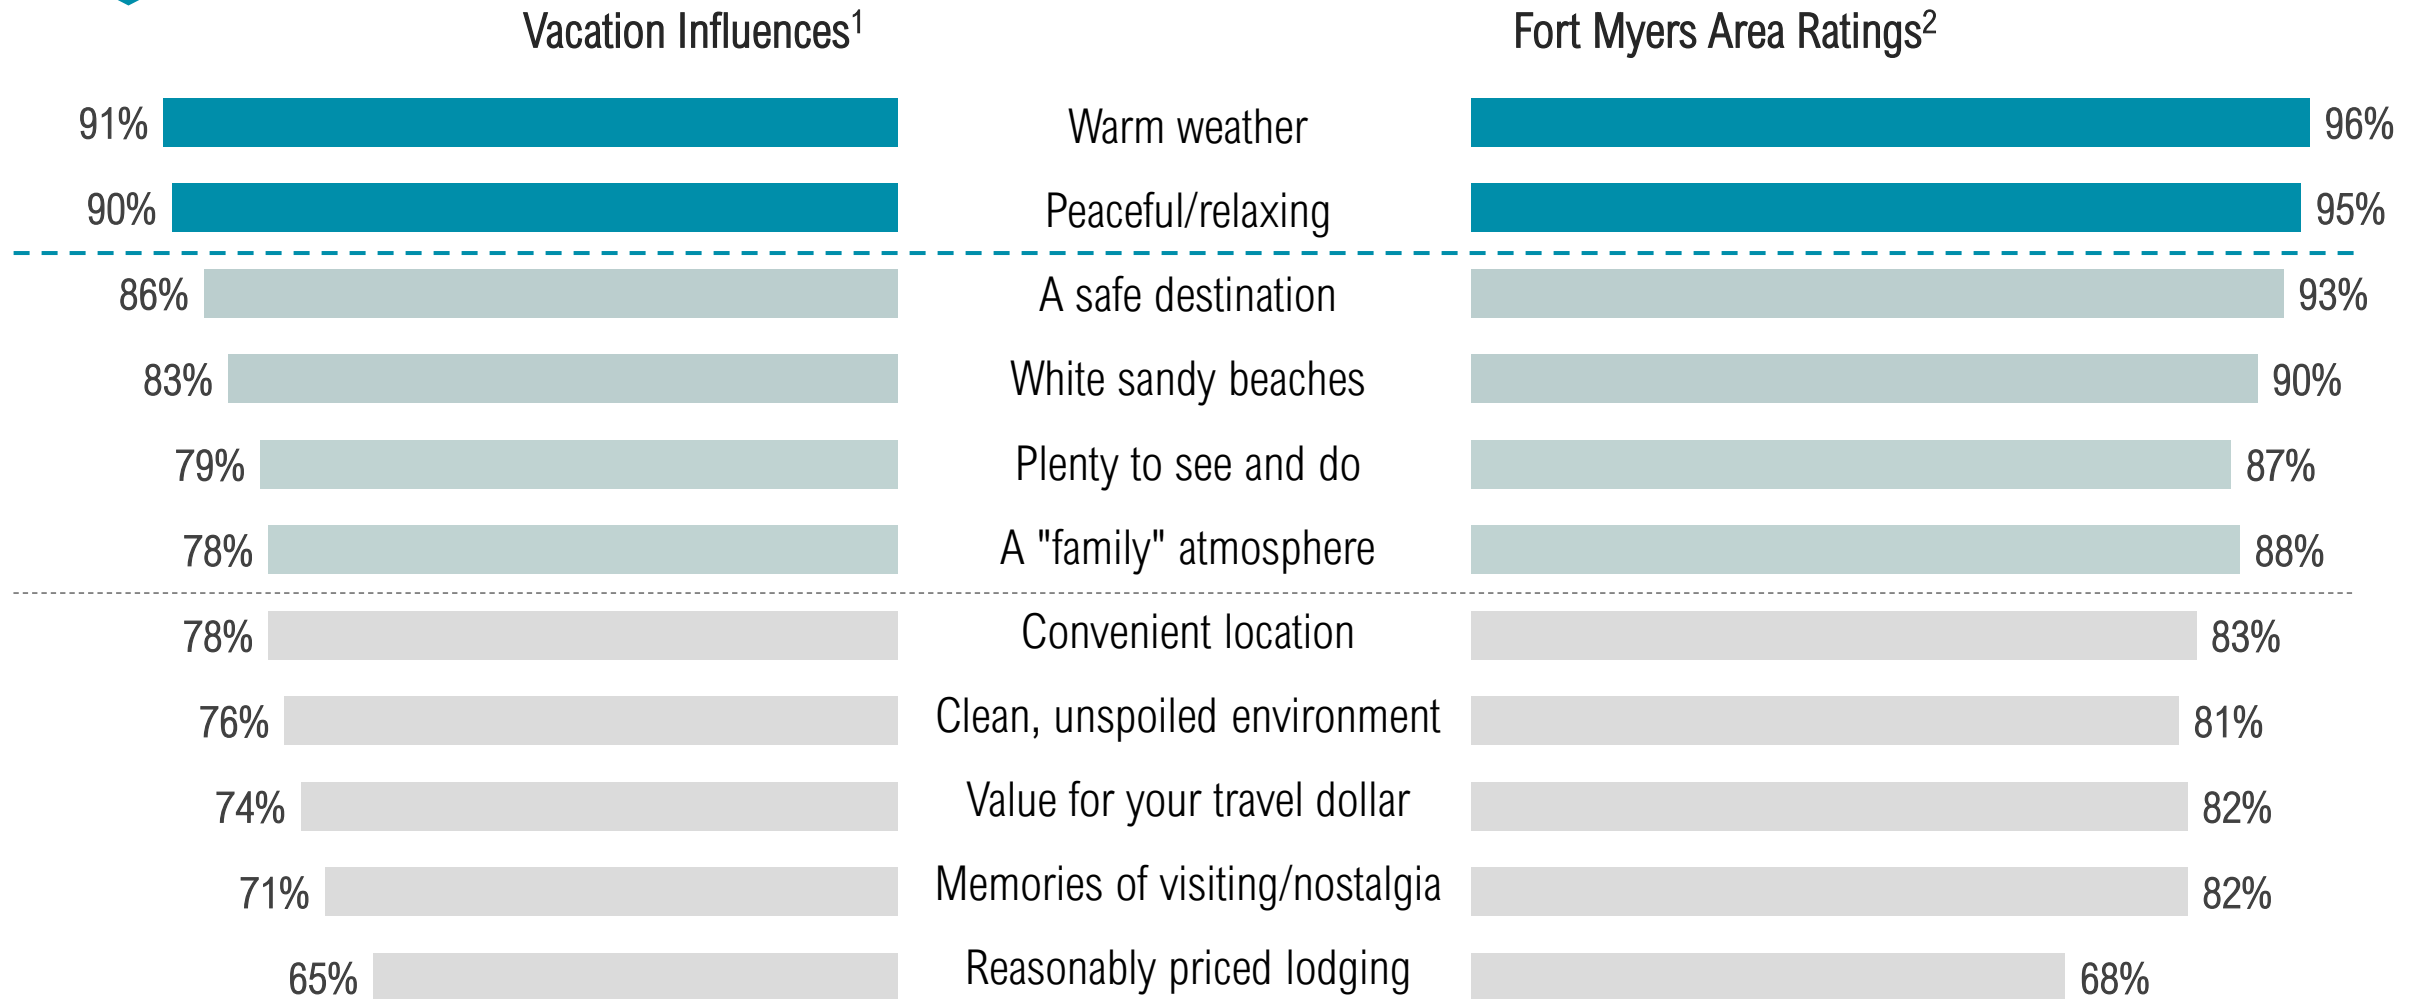 Vacation Influences¹ Fort Myers Area Ratings²
91% Warm weather 96%
90% Peaceful/relaxing 95%
86% A safe destination 93%
83% White sandy beaches 90%
79% Plenty to see and do 87%
78% A "family" atmosphere 88%
78% Convenient location 83%
76% Clean, unspoiled environment 81%
74% Value for your travel dollar 82%
71% Memories of visiting/nostalgia 82%
65% Reasonably priced lodging 68%